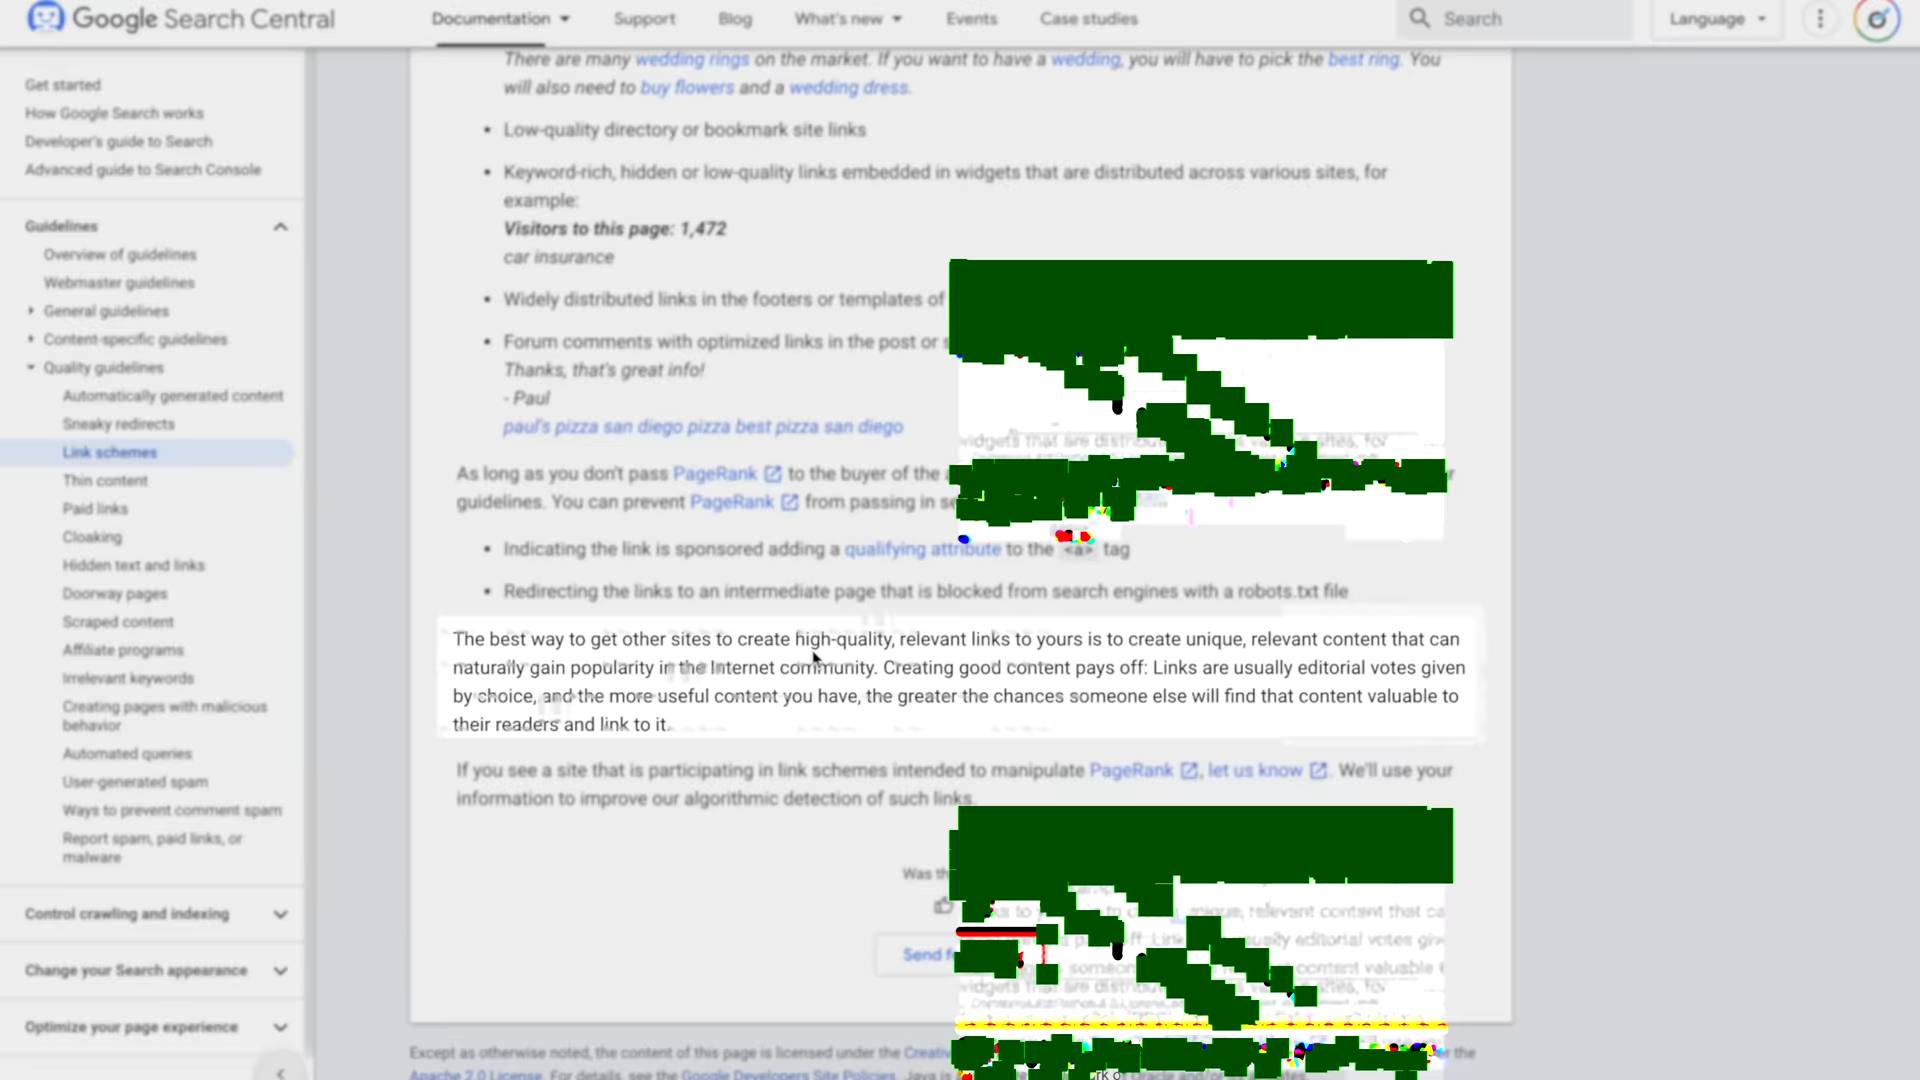 Google Search Central
Documentation
Support
Blog
What's new
Events
Case studies
Search
Language
Get started
How Google Search works
Developer's guide to Search
Advanced guide to Search Console
Guidelines
Overview of guidelines
Webmaster guidelines
General guidelines
Content-specific guidelines
Quality guidelines
Automatically generated content
Sneaky redirects
Link schemes
Thin content
Paid links
Cloaking
Hidden text and links
Doorway pages
Scraped content
Affiliate programs
Irrelevant keywords
Creating pages with malicious
behavior
Automated queries
User-generated spam
Ways to prevent comment spam
Report spam, paid links, or
malware
Control crawling and indexing
Change your Search appearance
Optimize your page experience
There are many wedding rings on the market. If you want to have a wedding, you will have to pick the best ring. You
will also need to buy flowers and a wedding dress.
• Low-quality directory or bookmark site links
• Keyword-rich, hidden or low-quality links embedded in widgets that are distributed across various sites, for
example:
Visitors to this page: 1,472
car insurance
• Widely distributed links in the footers or templates of
• Forum comments with optimized links in the post or
Thanks, that's great info!
- Paul
paul's pizza san diego pizza best pizza san diego
As long as you don't pass PageRank to the buyer of the
guidelines. You can prevent PageRank from passing in
• Indicating the link is sponsored adding a qualifying attribute to the <a> tag
• Redirecting the links to an intermediate page that is blocked from search engines with a robots.txt file
The best way to get other sites to create high-quality, relevant links to yours is to create unique, relevant content that can
naturally gain popularity in the Internet community. Creating good content pays off: Links are usually editorial votes given
by choice, and the more useful content you have, the greater the chances someone else will find that content valuable to
their readers and link to it.
If you see a site that is participating in link schemes intended to manipulate PageRank, let us know. We'll use your
information to improve our algorithmic detection of such links.
Was
Send
Except as otherwise noted, the content of this page is licensed under the
the
Apache 2.0 License. For details, see the Google Developers Site Policies. Java is